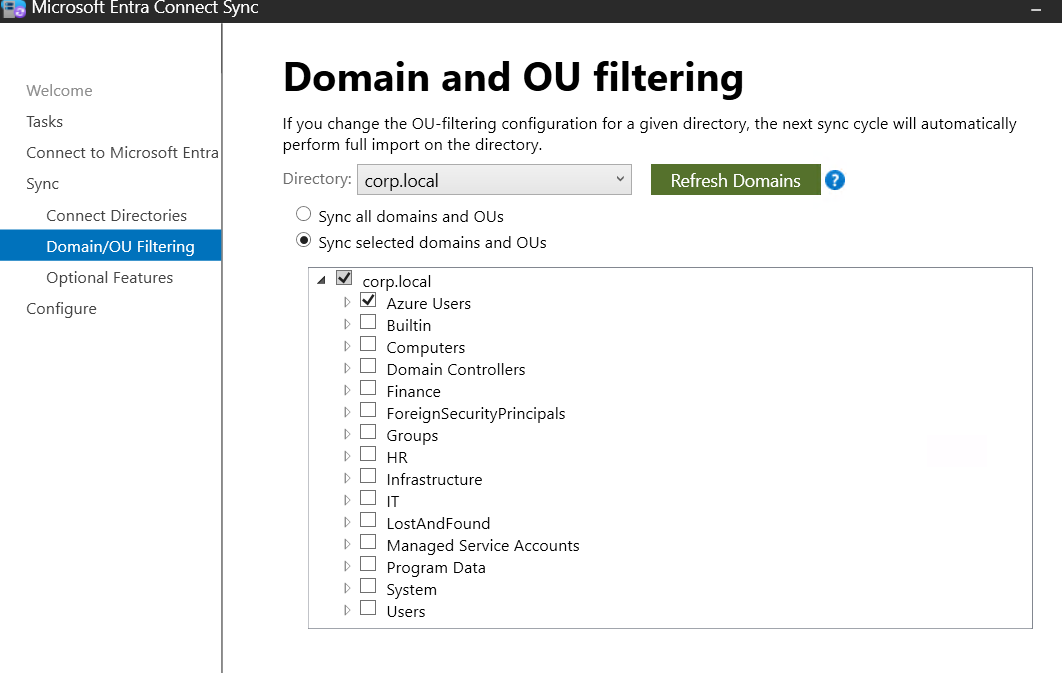 Microsoft Entra Connect Sync
Welcome
Tasks
Connect to Microsoft Entra
Sync
Connect Directories
Domain/OU Filtering
Optional Features
Configure
Domain and OU filtering
If you change the OU-filtering configuration for a given directory, the next sync cycle will automatically
perform full import on the directory.
Directory: corp.local Refresh Domains ?
Sync all domains and OUs
Sync selected domains and OUs
corp.local
Azure Users
Builtin
Computers
Domain Controllers
Finance
ForeignSecurityPrincipals
Groups
HR
Infrastructure
IT
LostAndFound
Managed Service Accounts
Program Data
System
Users